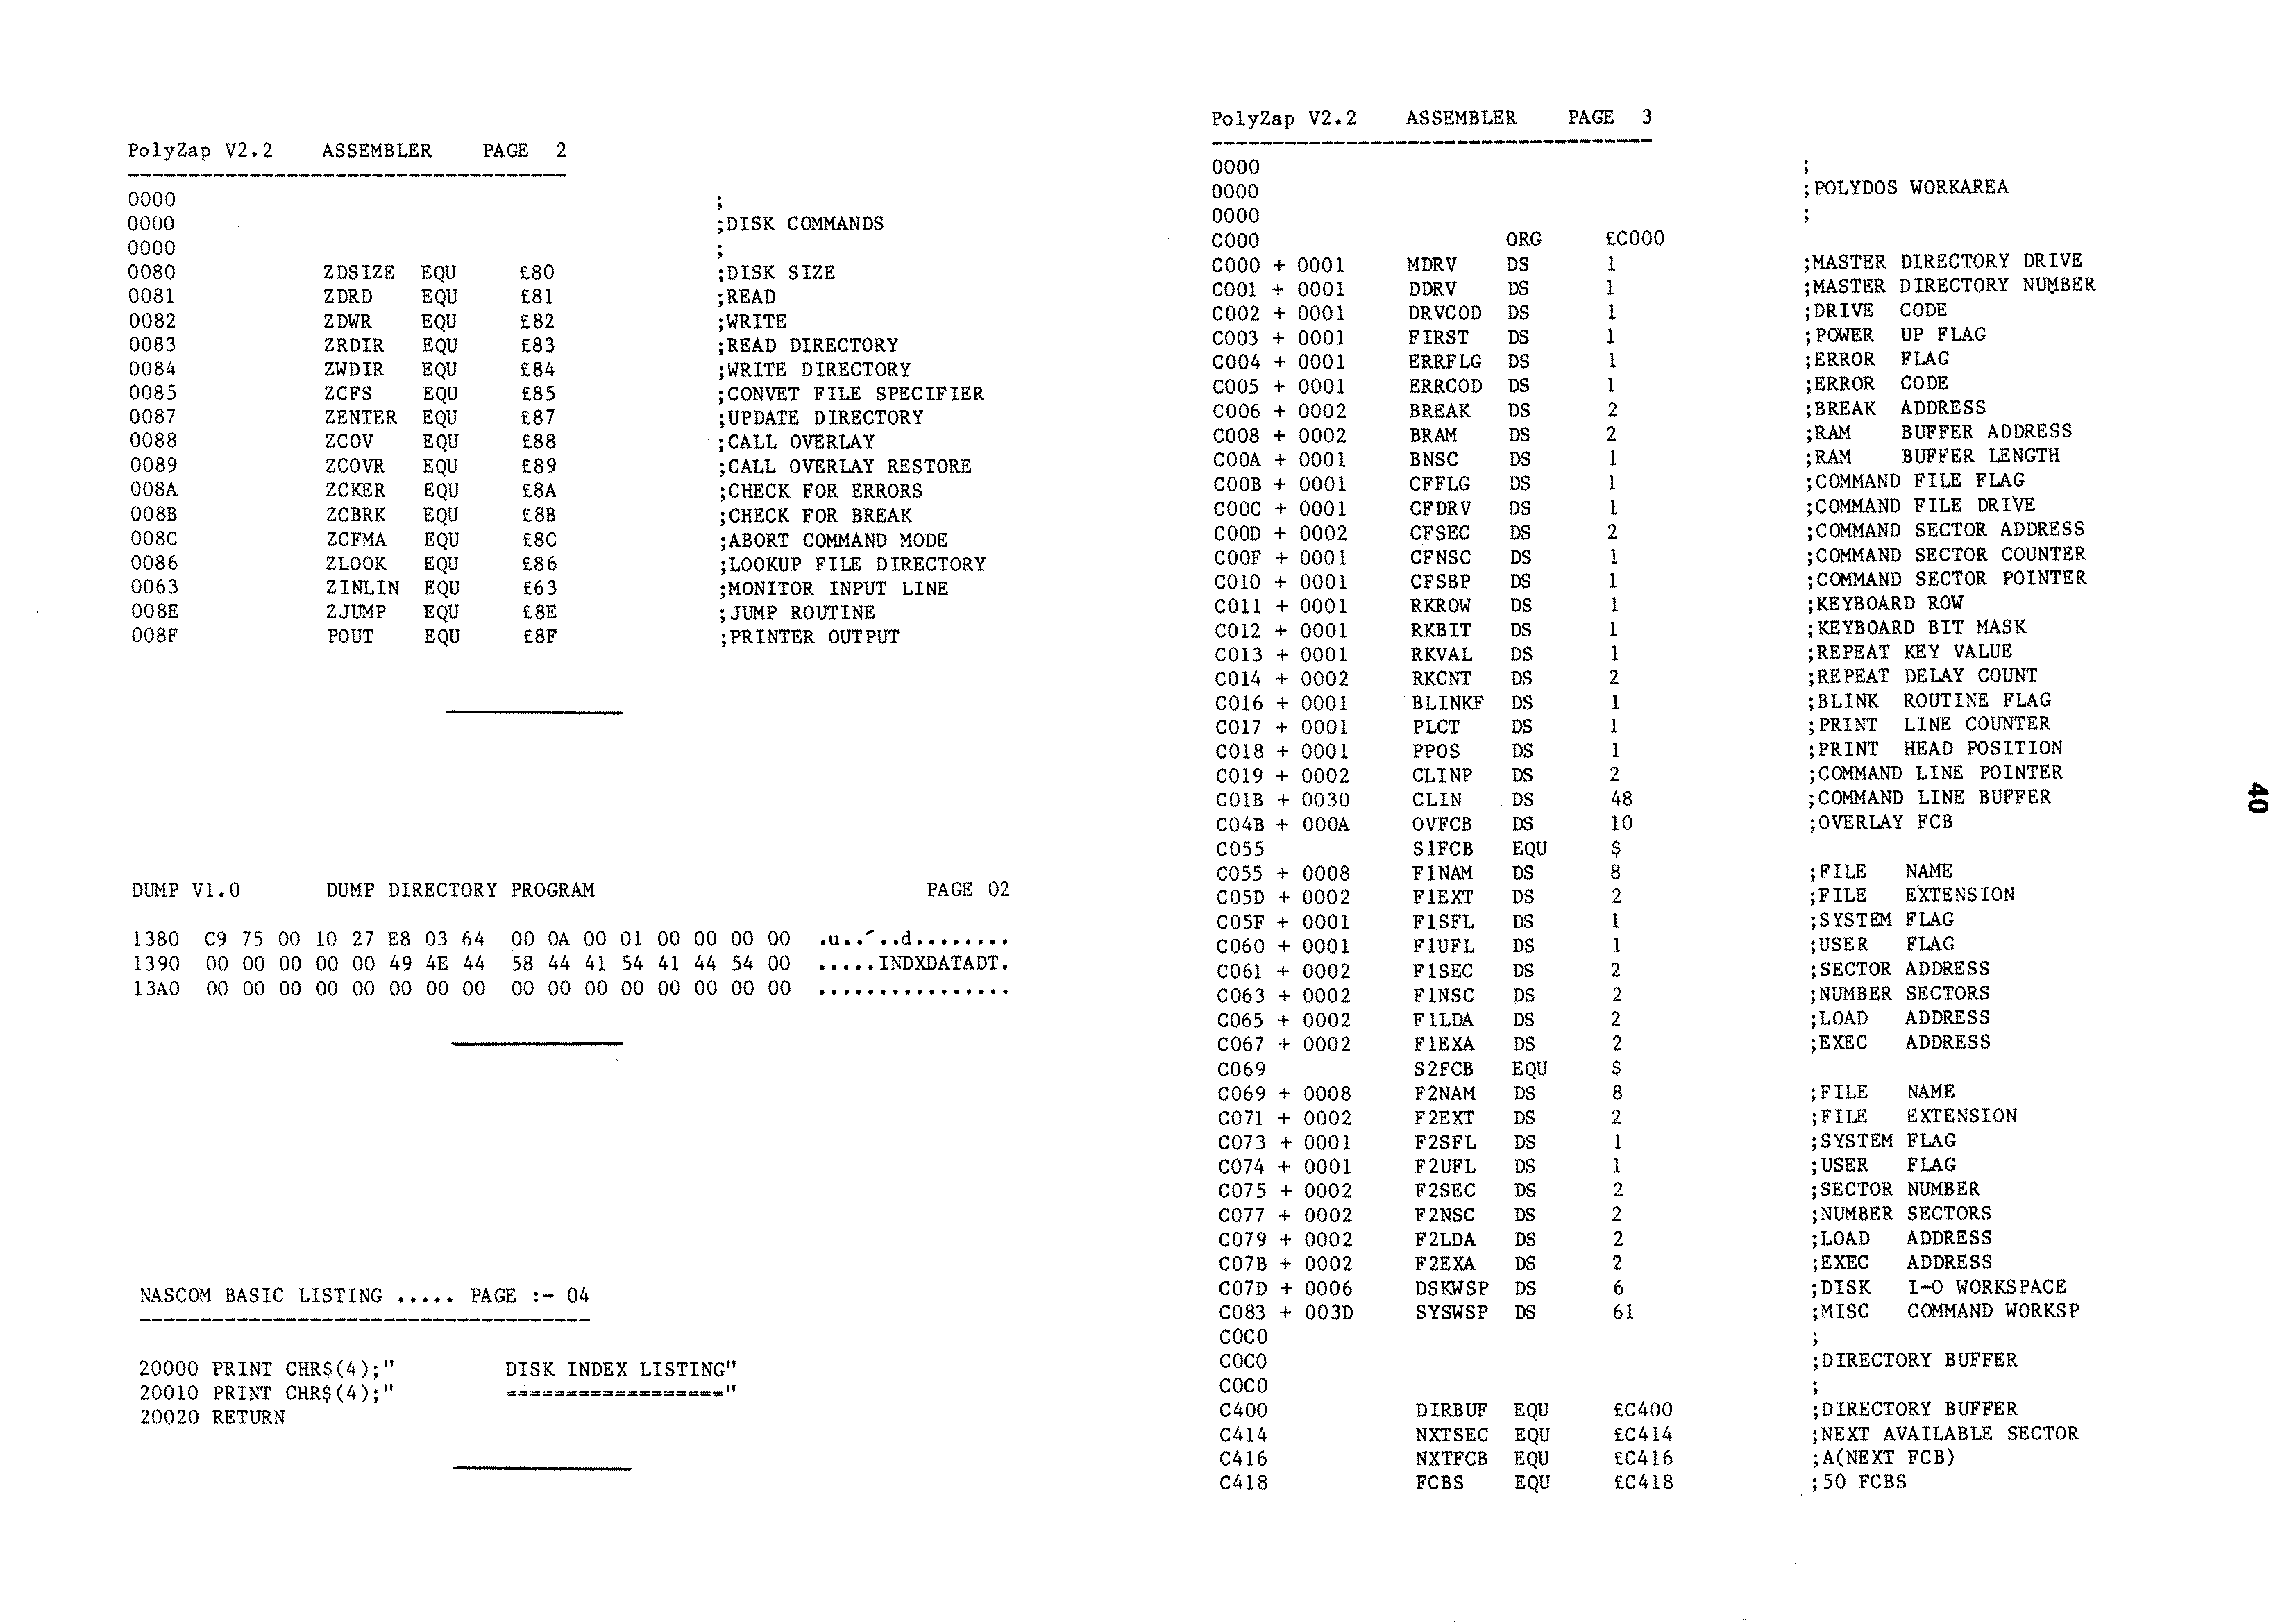 PolyZap V2.2 ASSEMBLER PAGE 2
0000 ;
0000 ;DISK COMMANDS
0000 ;
0080 ZDSIZE EQU £80 ;DISK SIZE
0081 ZDRD EQU £81 ;READ
0082 ZDWR EQU £82 ;WRITE
0083 ZRDIR EQU £83 ;READ DIRECTORY
0084 ZWDIR EQU £84 ;WRITE DIRECTORY
0085 ZCFS EQU £85 ;CONVET FILE SPECIFIER
0087 ZENTER EQU £87 ;UPDATE DIRECTORY
0088 ZCOV EQU £88 ;CALL OVERLAY
0089 ZCOVR EQU £89 ;CALL OVERLAY RESTORE
008A ZCKER EQU £8A ;CHECK FOR ERRORS
008B ZCBRK EQU £8B ;CHECK FOR BREAK
008C ZCFMA EQU £8C ;ABORT COMMAND MODE
0086 ZLOOK EQU £86 ;LOOKUP FILE DIRECTORY
0063 ZINLIN EQU £63 ;MONITOR INPUT LINE
008E ZJUMP EQU £8E ;JUMP ROUTINE
008F POUT EQU £8F ;PRINTER OUTPUT
DUMP V1.0 DUMP DIRECTORY PROGRAM PAGE 02
1380 C9 75 00 10 27 E8 03 64 00 0A 00 01 00 00 00 00 .u..´..d........
1390 00 00 00 00 00 49 4E 44 58 44 41 54 41 44 54 00 .....INDXDATADT.
13A0 00 00 00 00 00 00 00 00 00 00 00 00 00 00 00 00 ................
NASCOM BASIC LISTING ..... PAGE :- 04
20000 PRINT CHR$(4);" DISK INDEX LISTING"
20010 PRINT CHR$(4);" =================="
20020 RETURN
PolyZap V2.2 ASSEMBLER PAGE 3
0000 ;
0000 ;POLYDOS WORKAREA
0000 ;
C000 ORG £C000
C000 + 0001 MDRV DS 1 ;MASTER DIRECTORY DRIVE
C001 + 0001 DDRV DS 1 ;MASTER DIRECTORY NUMBER
C002 + 0001 DRVCOD DS 1 ;DRIVE CODE
C003 + 0001 FIRST DS 1 ;POWER UP FLAG
C004 + 0001 ERRFLG DS 1 ;ERROR FLAG
C005 + 0001 ERRCOD DS 1 ;ERROR CODE
C006 + 0002 BREAK DS 2 ;BREAK ADDRESS
C008 + 0002 BRAM DS 2 ;RAM BUFFER ADDRESS
C00A + 0001 BNSC DS 1 ;RAM BUFFER LENGTH
C00B + 0001 CFFLG DS 1 ;COMMAND FILE FLAG
C00C + 0001 CFDRV DS 1 ;COMMAND FILE DRIVE
C00D + 0002 CFSEC DS 2 ;COMMAND SECTOR ADDRESS
C00F + 0001 CFNSC DS 1 ;COMMAND SECTOR COUNTER
C010 + 0001 CFSBP DS 1 ;COMMAND SECTOR POINTER
C011 + 0001 RKROW DS 1 ;KEYBOARD ROW
C012 + 0001 RKBIT DS 1 ;KEYBOARD BIT MASK
C013 + 0001 RKVAL DS 1 ;REPEAT KEY VALUE
C014 + 0002 RKCNT DS 2 ;REPEAT DELAY COUNT
C016 + 0001 BLINKF DS 1 ;BLINK ROUTINE FLAG
C017 + 0001 PLCT DS 1 ;PRINT LINE COUNTER
C018 + 0001 PPOS DS 1 ;PRINT HEAD POSITION
C019 + 0002 CLINP DS 2 ;COMMAND LINE POINTER
C01B + 0030 CLIN DS 48 ;COMMAND LINE BUFFER
C04B + 000A OVFCB DS 10 ;OVERLAY FCB
C055 S1FCB EQU $
C055 + 0008 F1NAM DS 8 ;FILE NAME
C05D + 0002 F1EXT DS 2 ;FILE EXTENSION
C05F + 0001 F1SFL DS 1 ;SYSTEM FLAG
C060 + 0001 F1UFL DS 1 ;USER FLAG
C061 + 0002 F1SEC DS 2 ;SECTOR ADDRESS
C063 + 0002 F1NSC DS 2 ;NUMBER SECTORS
C065 + 0002 F1LDA DS 2 ;LOAD ADDRESS
C067 + 0002 F1EXA DS 2 ;EXEC ADDRESS
C069 S2FCB EQU $
C069 + 0008 F2NAM DS 8 ;FILE NAME
C071 + 0002 F2EXT DS 2 ;FILE EXTENSION
C073 + 0001 F2SFL DS 1 ;SYSTEM FLAG
C074 + 0001 F2UFL DS 1 ;USER FLAG
C075 + 0002 F2SEC DS 2 ;SECTOR NUMBER
C077 + 0002 F2NSC DS 2 ;NUMBER SECTORS
C079 + 0002 F2LDA DS 2 ;LOAD ADDRESS
C07B + 0002 F2EXA DS 2 ;EXEC ADDRESS
C07D + 0006 DSKWSP DS 6 ;DISK I-O WORKSPACE
C083 + 003D SYSWSP DS 61 ;MISC COMMAND WORKSP
C0C0 ;
C0C0 ;DIRECTORY BUFFER
C0C0 ;
C400 DIRBUF EQU £C400 ;DIRECTORY BUFFER
C414 NXTSEC EQU £C414 ;NEXT AVAILABLE SECTOR
C416 NXTFCB EQU £C416 ;A(NEXT FCB)
C418 FCBS EQU £C418 ;50 FCBS
40